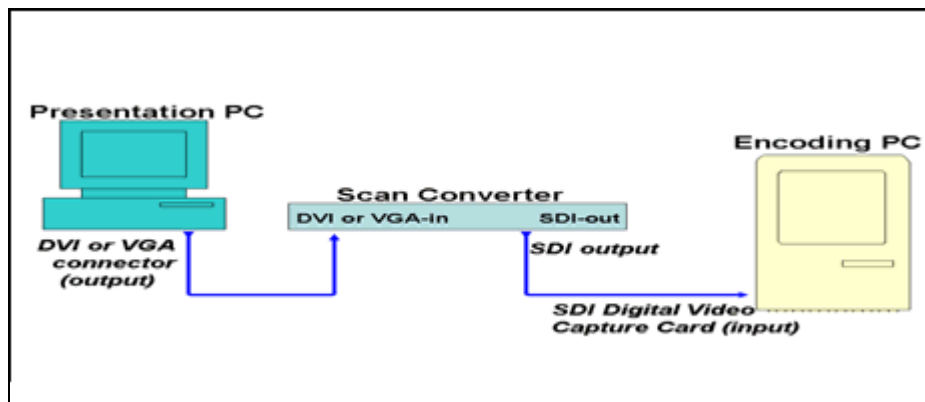 Presentation PC
Encoding PC
Scan Converter
DVI or VGA-in
SDI-out
DVI or VGA
connector
(output)
SDI output
SDI Digital Video
Capture Card (input)